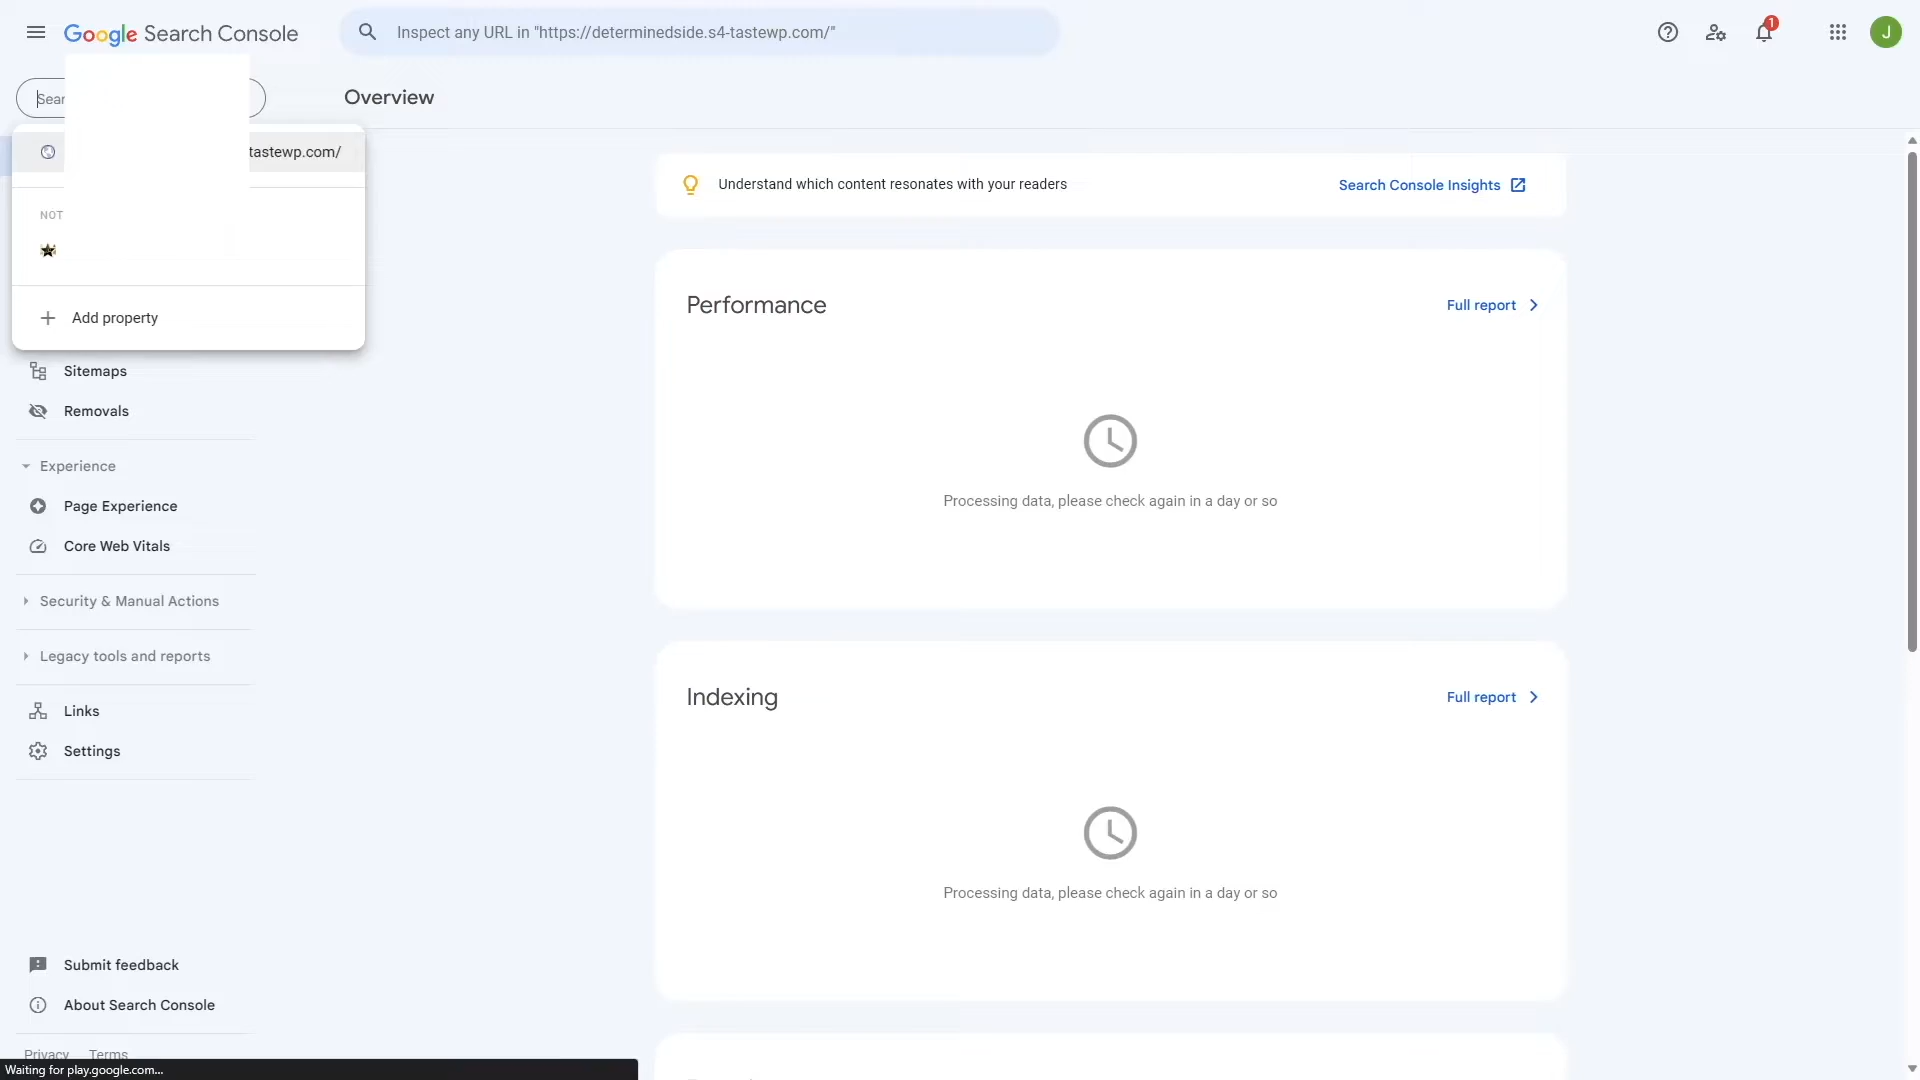 Google Search Console
Inspect any URL in "https://determinedside.s4-tastewp.com/"
1
J
Sear
Overview
tastewp.com/
NOT
Add property
Understand which content resonates with your readers
Search Console Insights
Performance
Full report
Processing data, please check again in a day or so
Sitemaps
Removals
Experience
Page Experience
Core Web Vitals
Security & Manual Actions
Legacy tools and reports
Links
Settings
Indexing
Full report
Processing data, please check again in a day or so
Submit feedback
About Search Console
Privacy Terms
Waiting for play.google.com...